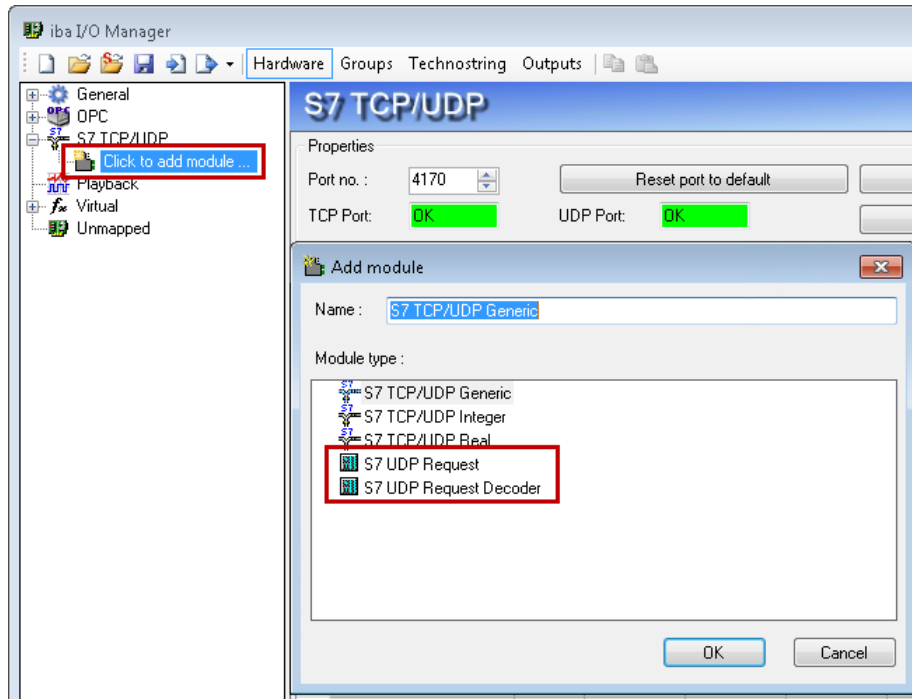 iba I/O Manager
Hardware Groups Technostring Outputs
General
OPC
S7 TCP/UDP
Click to add module ...
Playback
Virtual
Unmapped
S7 TCP/UDP
Properties
Port no. : 4170 Reset port to default
TCP Port: OK UDP Port: OK
Add module
Name : S7 TCP/UDP Generic
Module type :
S7 TCP/UDP Generic
S7 TCP/UDP Integer
S7 TCP/UDP Real
S7 UDP Request
S7 UDP Request Decoder
OK Cancel